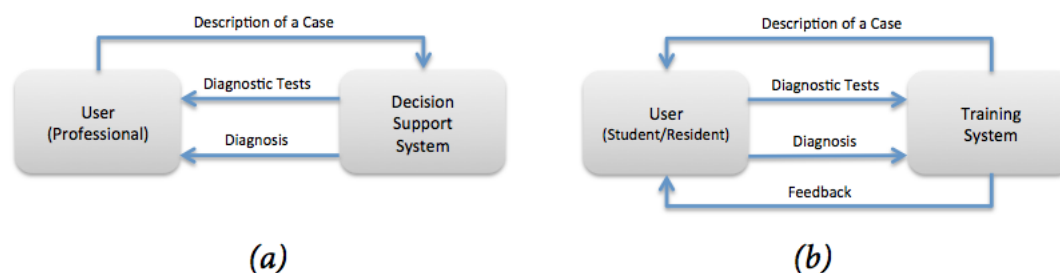 Description of a Case
User
(Professional)
Diagnostic Tests
Diagnosis
Decision
Support
System
(a)
Description of a Case
User
(Student/Resident)
Diagnostic Tests
Diagnosis
Feedback
Training
System
(b)